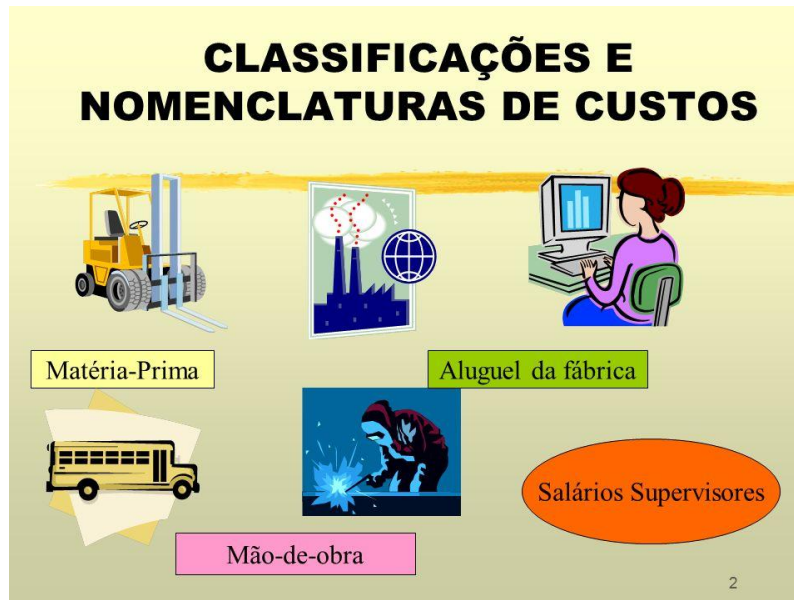 CLASSIFICAÇÕES E
NOMENCLATURAS DE CUSTOS
Matéria-Prima
Aluguel da fábrica
Salários Supervisores
Mão-de-obra
2